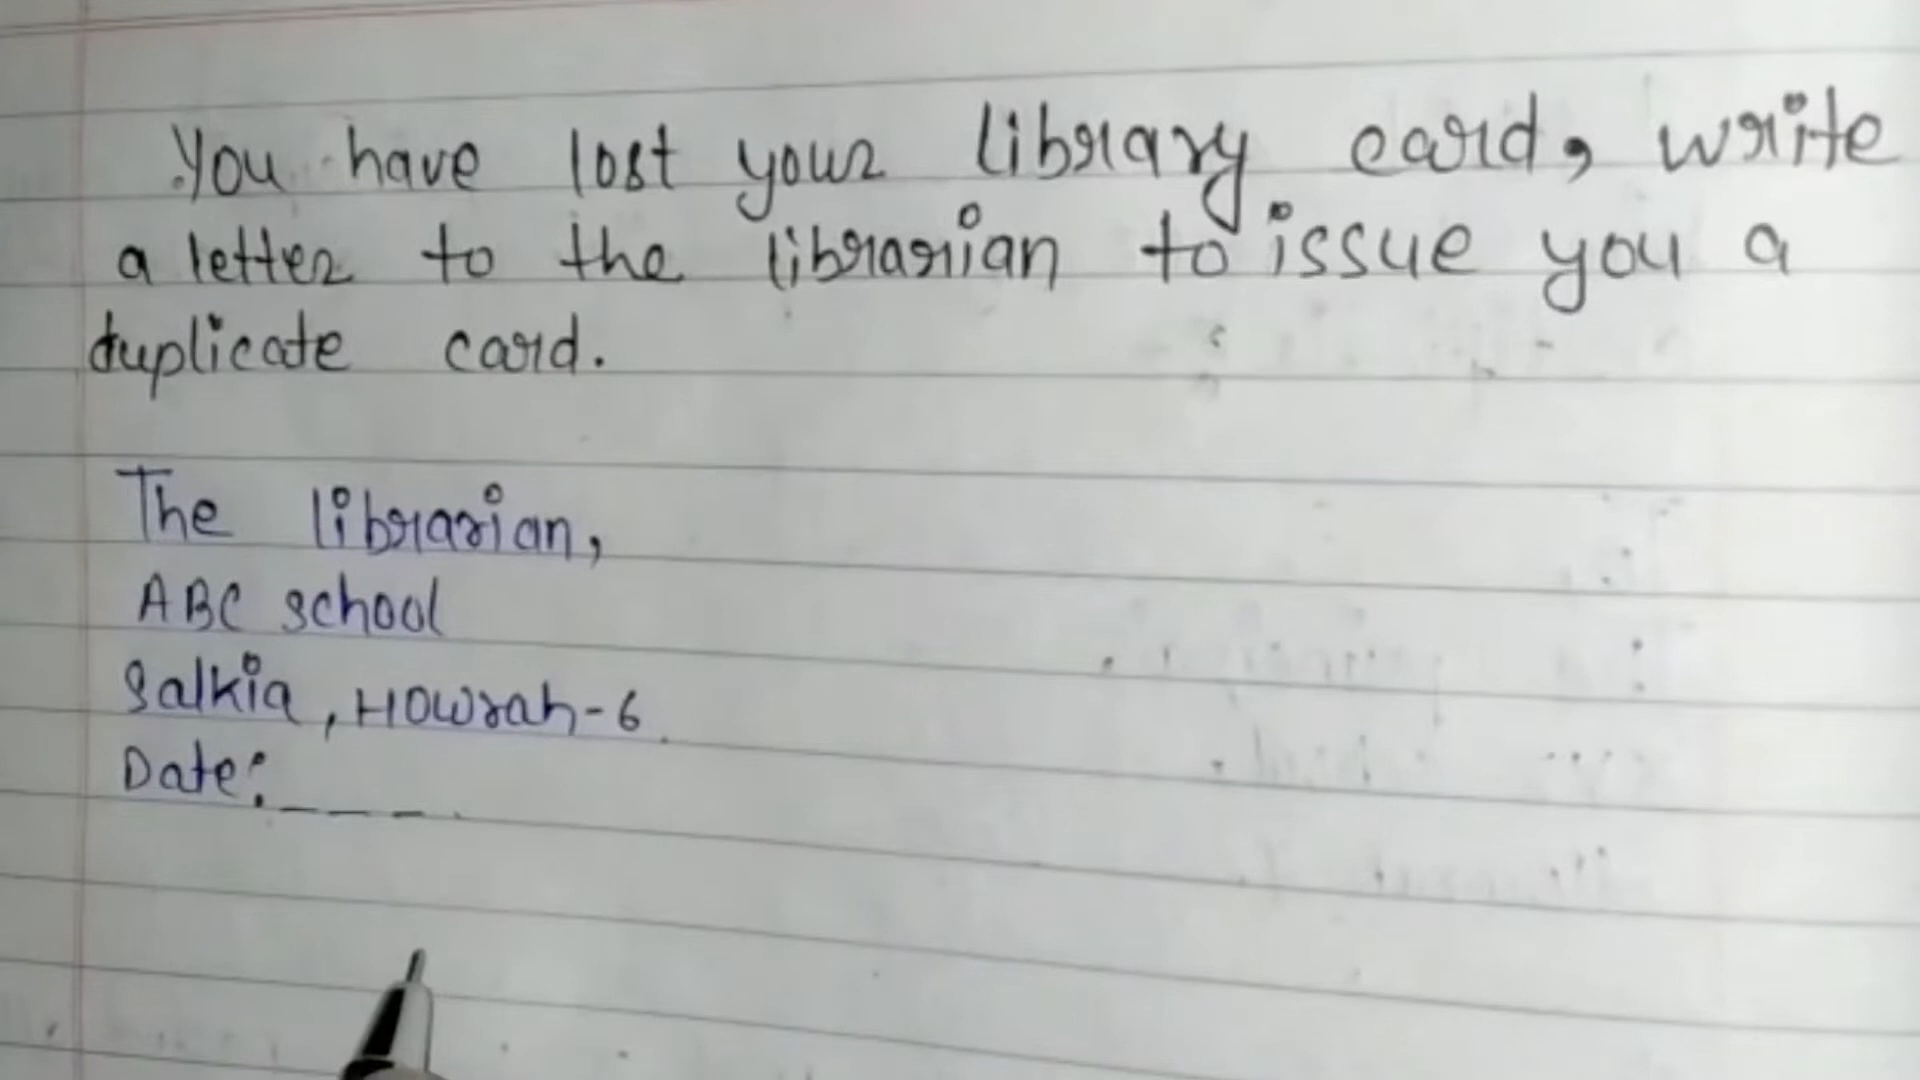 You have lost your library card, write
a letter to the librarian to issue you a
duplicate card.
The librarian,
ABC school
Salkia, Howrah-6
Date: _ _ _ _